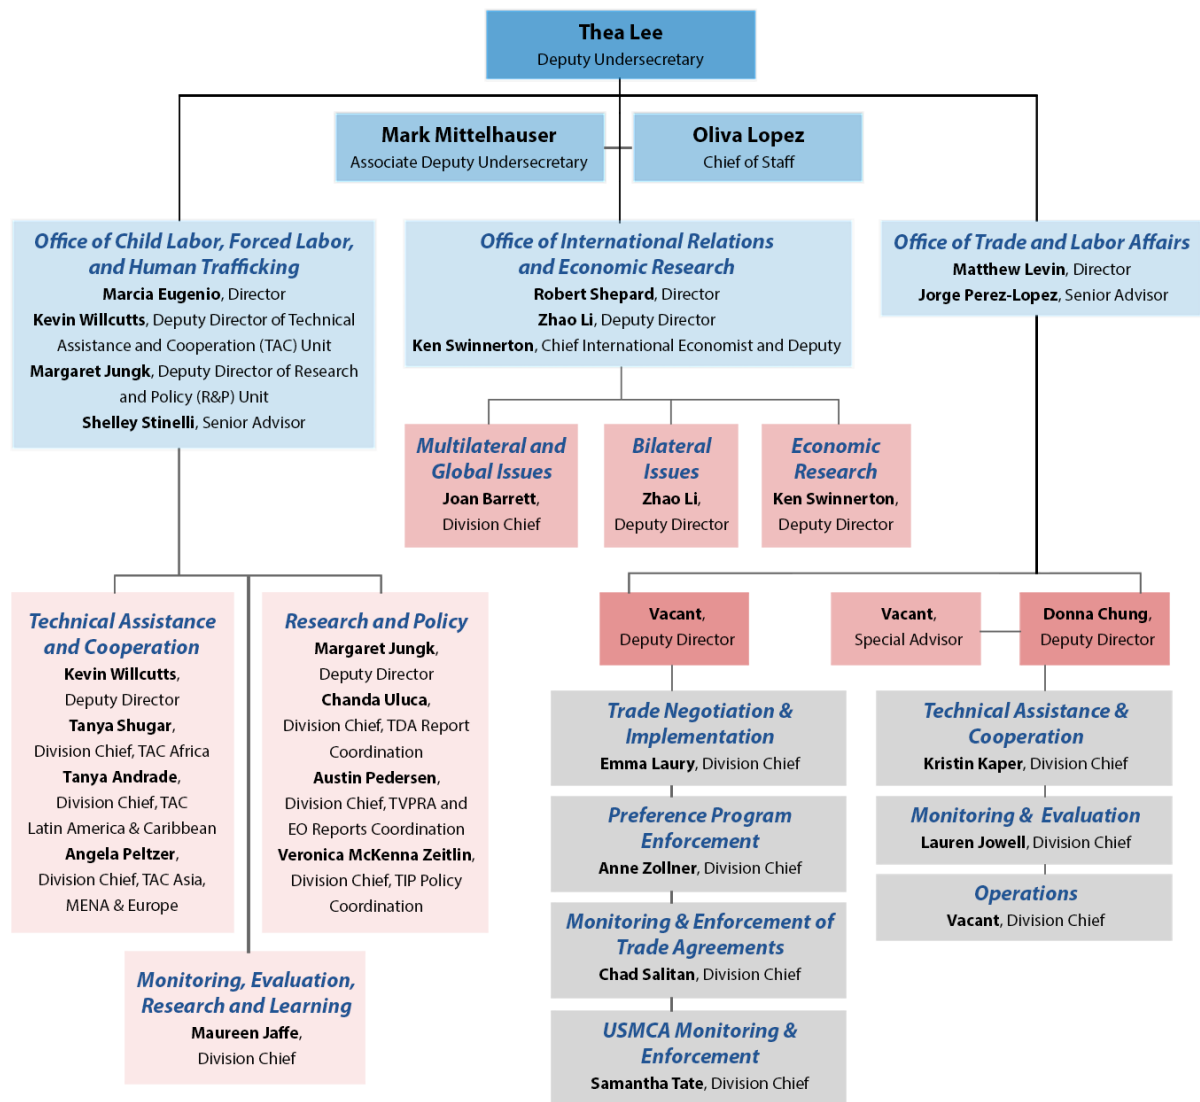 Thea Lee
Deputy Undersecretary
Mark Mittelhauser
Associate Deputy Undersecretary
Oliva Lopez
Chief of Staff
Office of Child Labor, Forced Labor,
and Human Trafficking
Marcia Eugenio, Director
Kevin Willcutts, Deputy Director of Technical
Assistance and Cooperation (TAC) Unit
Margaret Jungk, Deputy Director of Research
and Policy (R&P) Unit
Shelley Stinelli, Senior Advisor
Office of International Relations
and Economic Research
Robert Shepard, Director
Zhao Li, Deputy Director
Ken Swinnerton, Chief International Economist and Deputy
Office of Trade and Labor Affairs
Matthew Levin, Director
Jorge Perez-Lopez, Senior Advisor
Multilateral and
Global Issues
Joan Barrett,
Division Chief
Bilateral
Issues
Zhao Li,
Deputy Director
Economic
Research
Ken Swinnerton,
Deputy Director
Technical Assistance
and Cooperation
Kevin Willcutts,
Deputy Director
Tanya Shugar,
Division Chief, TAC Africa
Tanya Andrade,
Division Chief, TAC
Latin America & Caribbean
Angela Peltzer,
Division Chief, TAC Asia,
MENA & Europe
Research and Policy
Margaret Jungk,
Deputy Director
Chanda Uluca,
Division Chief, TDA Report
Coordination
Austin Pedersen,
Division Chief, TVPRA and
EO Reports Coordination
Veronica McKenna Zeitlin,
Division Chief, TIP Policy
Coordination
Monitoring, Evaluation,
Research and Learning
Maureen Jaffe,
Division Chief
Vacant,
Deputy Director
Vacant,
Special Advisor
Donna Chung,
Deputy Director
Trade Negotiation &
Implementation
Emma Laury, Division Chief
Preference Program
Enforcement
Anne Zollner, Division Chief
Monitoring & Enforcement of
Trade Agreements
Chad Salitan, Division Chief
USMCA Monitoring &
Enforcement
Samantha Tate, Division Chief
Technical Assistance &
Cooperation
Kristin Kaper, Division Chief
Monitoring & Evaluation
Lauren Jowell, Division Chief
Operations
Vacant, Division Chief